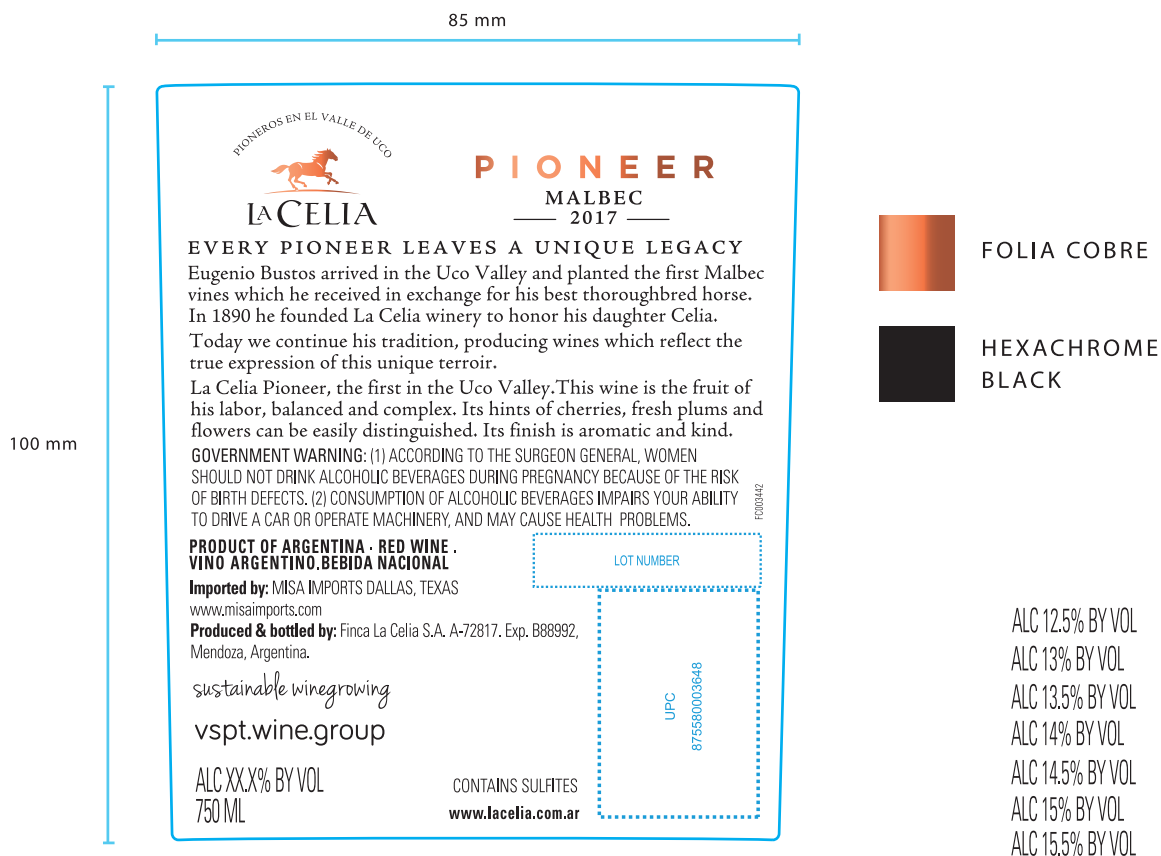 85 mm
100 mm
PIONEROS EN EL VALLE DE UCO
LA CELIA
PIONEER
MALBEC
2017
EVERY PIONEER LEAVES A UNIQUE LEGACY
Eugenio Bustos arrived in the Uco Valley and planted the first Malbec
vines which he received in exchange for his best thoroughbred horse.
In 1890 he founded La Celia winery to honor his daughter Celia.
Today we continue his tradition, producing wines which reflect the
true expression of this unique terroir.
La Celia Pioneer, the first in the Uco Valley.This wine is the fruit of
his labor, balanced and complex. Its hints of cherries, fresh plums and
flowers can be easily distinguished. Its finish is aromatic and kind.
GOVERNMENT WARNING: (1) ACCORDING TO THE SURGEON GENERAL, WOMEN
SHOULD NOT DRINK ALCOHOLIC BEVERAGES DURING PREGNANCY BECAUSE OF THE RISK
OF BIRTH DEFECTS. (2) CONSUMPTION OF ALCOHOLIC BEVERAGES IMPAIRS YOUR ABILITY
TO DRIVE A CAR OR OPERATE MACHINERY, AND MAY CAUSE HEALTH PROBLEMS.
FC003442
PRODUCT OF ARGENTINA · RED WINE .
VINO ARGENTINO.BEBIDA NACIONAL
Imported by: MISA IMPORTS DALLAS, TEXAS
www.misaimports.com
Produced & bottled by: Finca La Celia S.A. A-72817. Exp. B88992,
Mendoza, Argentina.
sustainable winegrowing
vspt.wine.group
ALC XX.X% BY VOL
750 ML
CONTAINS SULFITES
www.lacelia.com.ar
LOT NUMBER
UPC
875580003648
FOLIA COBRE
HEXACHROME
BLACK
ALC 12.5% BY VOL
ALC 13% BY VOL
ALC 13.5% BY VOL
ALC 14% BY VOL
ALC 14.5% BY VOL
ALC 15% BY VOL
ALC 15.5% BY VOL